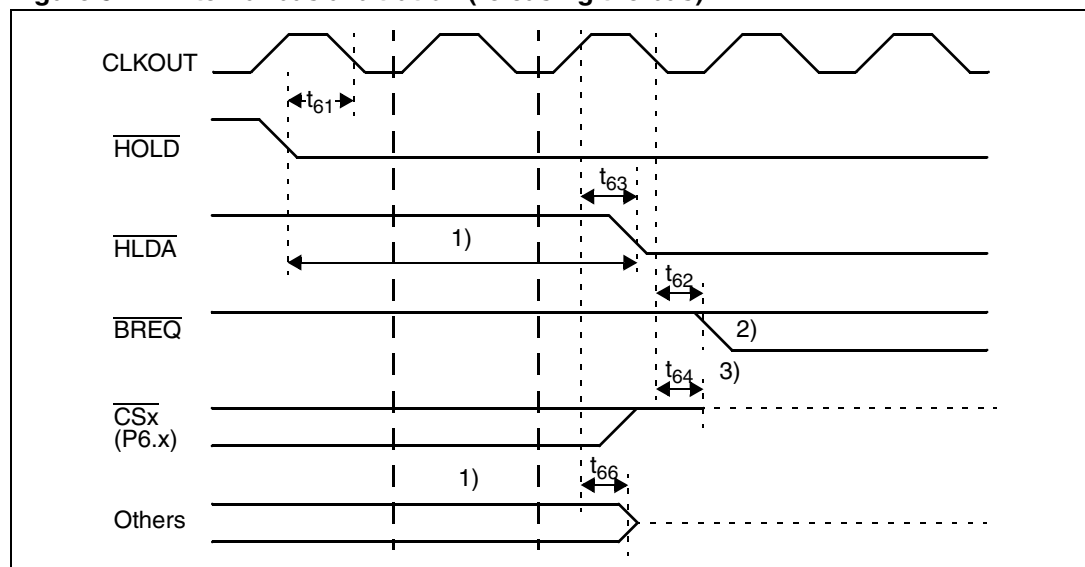 CLKOUT
t61
HOLD
t63
HLDA
1)
t62
BREQ
2)
t64
3)
CSx
(P6.x)
1)
t66
Others